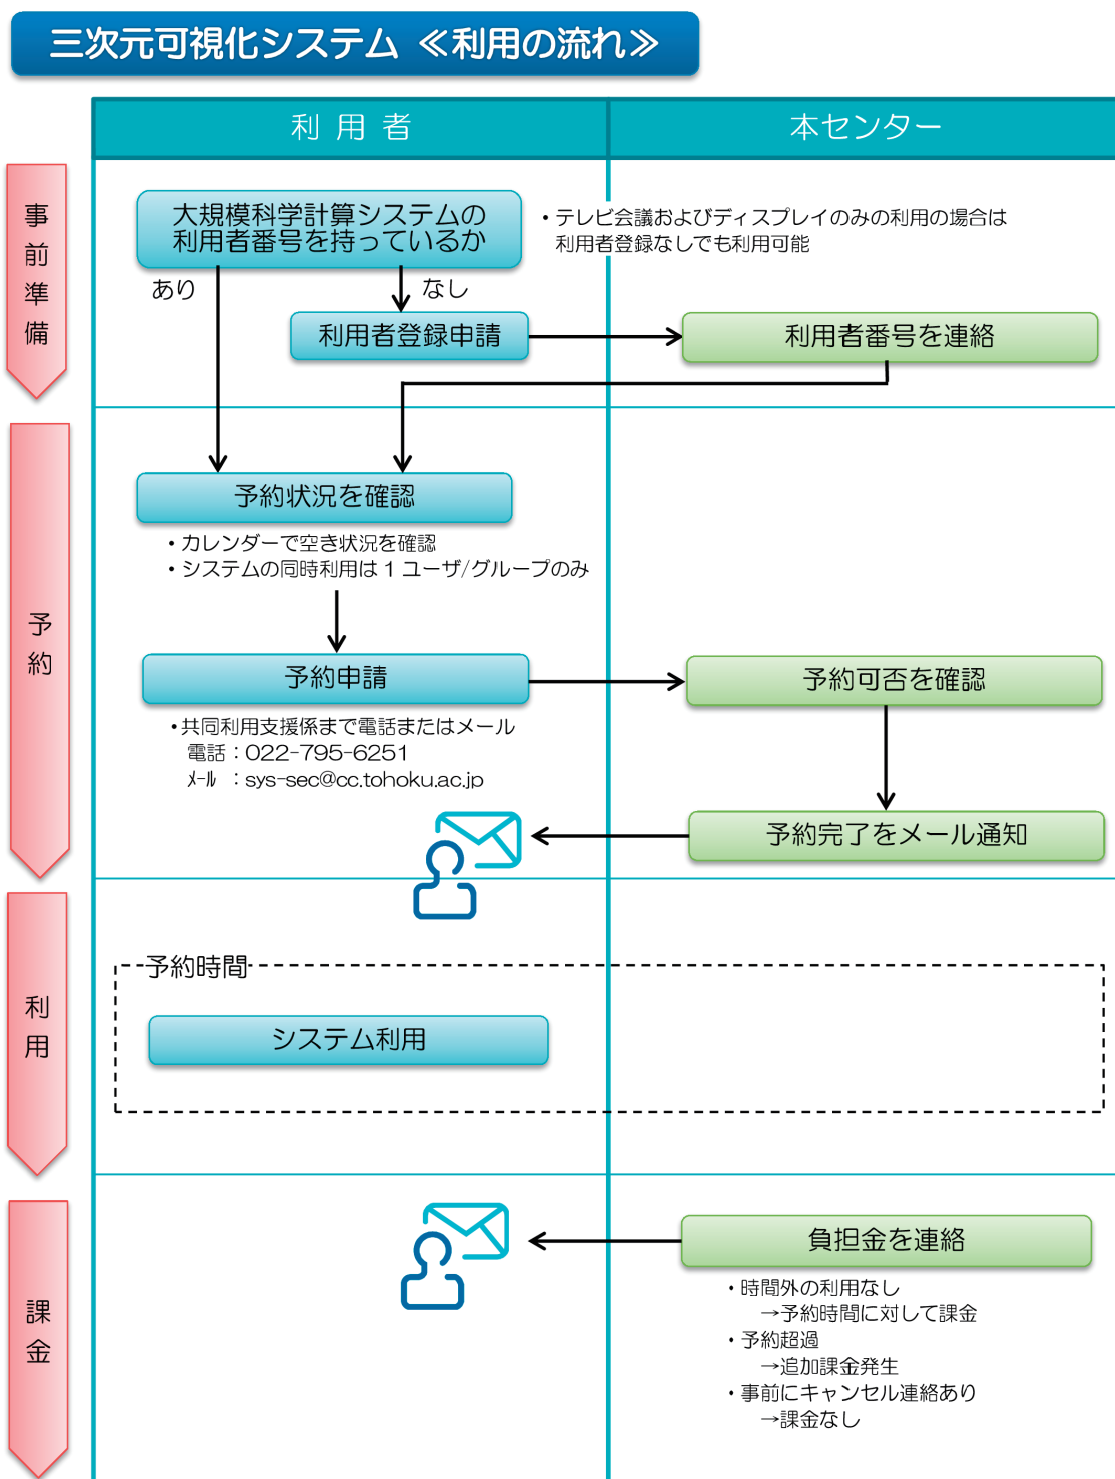 三次元可視化システム ≪利用の流れ≫
利 用 者
本センター
事前準備
大規模科学計算システムの
利用者番号を持っているか
・テレビ会議およびディスプレイのみの利用の場合は
利用者登録なしでも利用可能
あり
なし
利用者登録申請
利用者番号を連絡
予約
予約状況を確認
・カレンダーで空き状況を確認
・システムの同時利用は 1 ユーザ/グループのみ
予約申請
予約可否を確認
・共同利用支援係まで電話またはメール
電話：022-795-6251
ﾒｰﾙ ：sys-sec@cc.tohoku.ac.jp
予約完了をメール通知
利用
予約時間
システム利用
課金
負担金を連絡
・時間外の利用なし
→予約時間に対して課金
・予約超過
→追加課金発生
・事前にキャンセル連絡あり
→課金なし